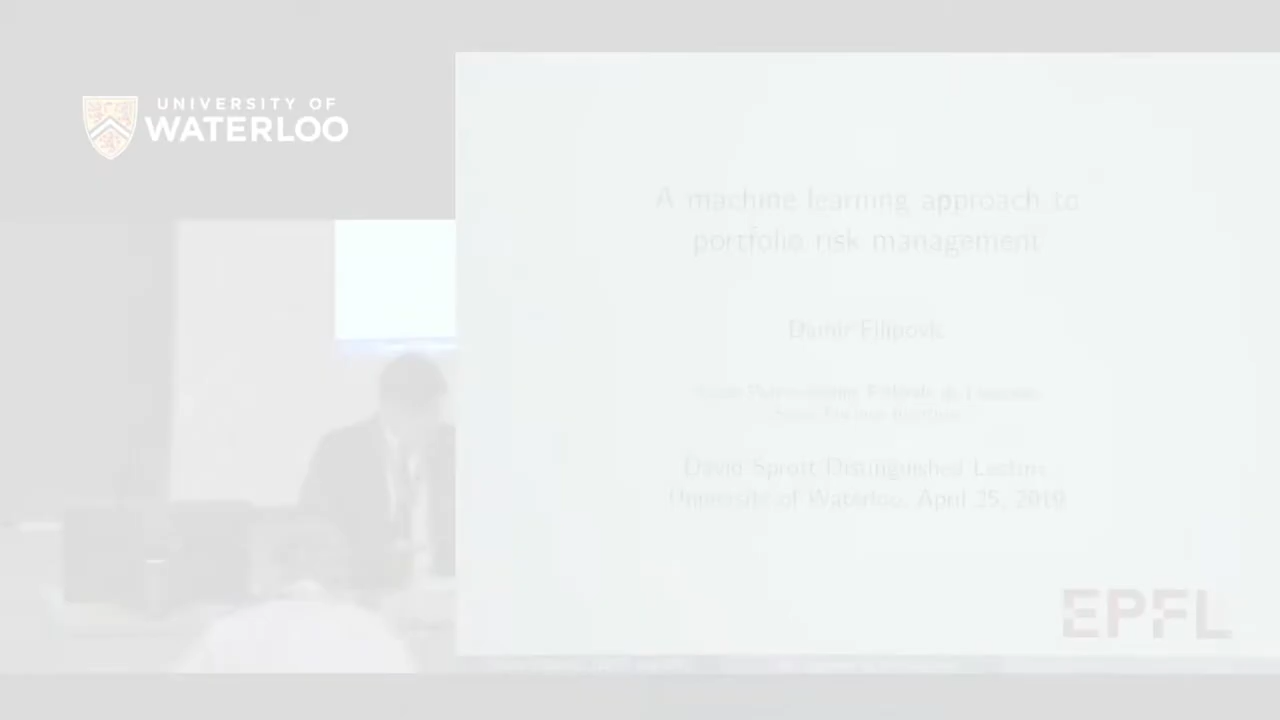 UNIVERSITY OF
WATERLOO
A machine learning approach to
portfolio risk management
Damir Filipovic
David Sprott Distinguished Lecture
University of Waterloo, April 25, 2019
EPFL